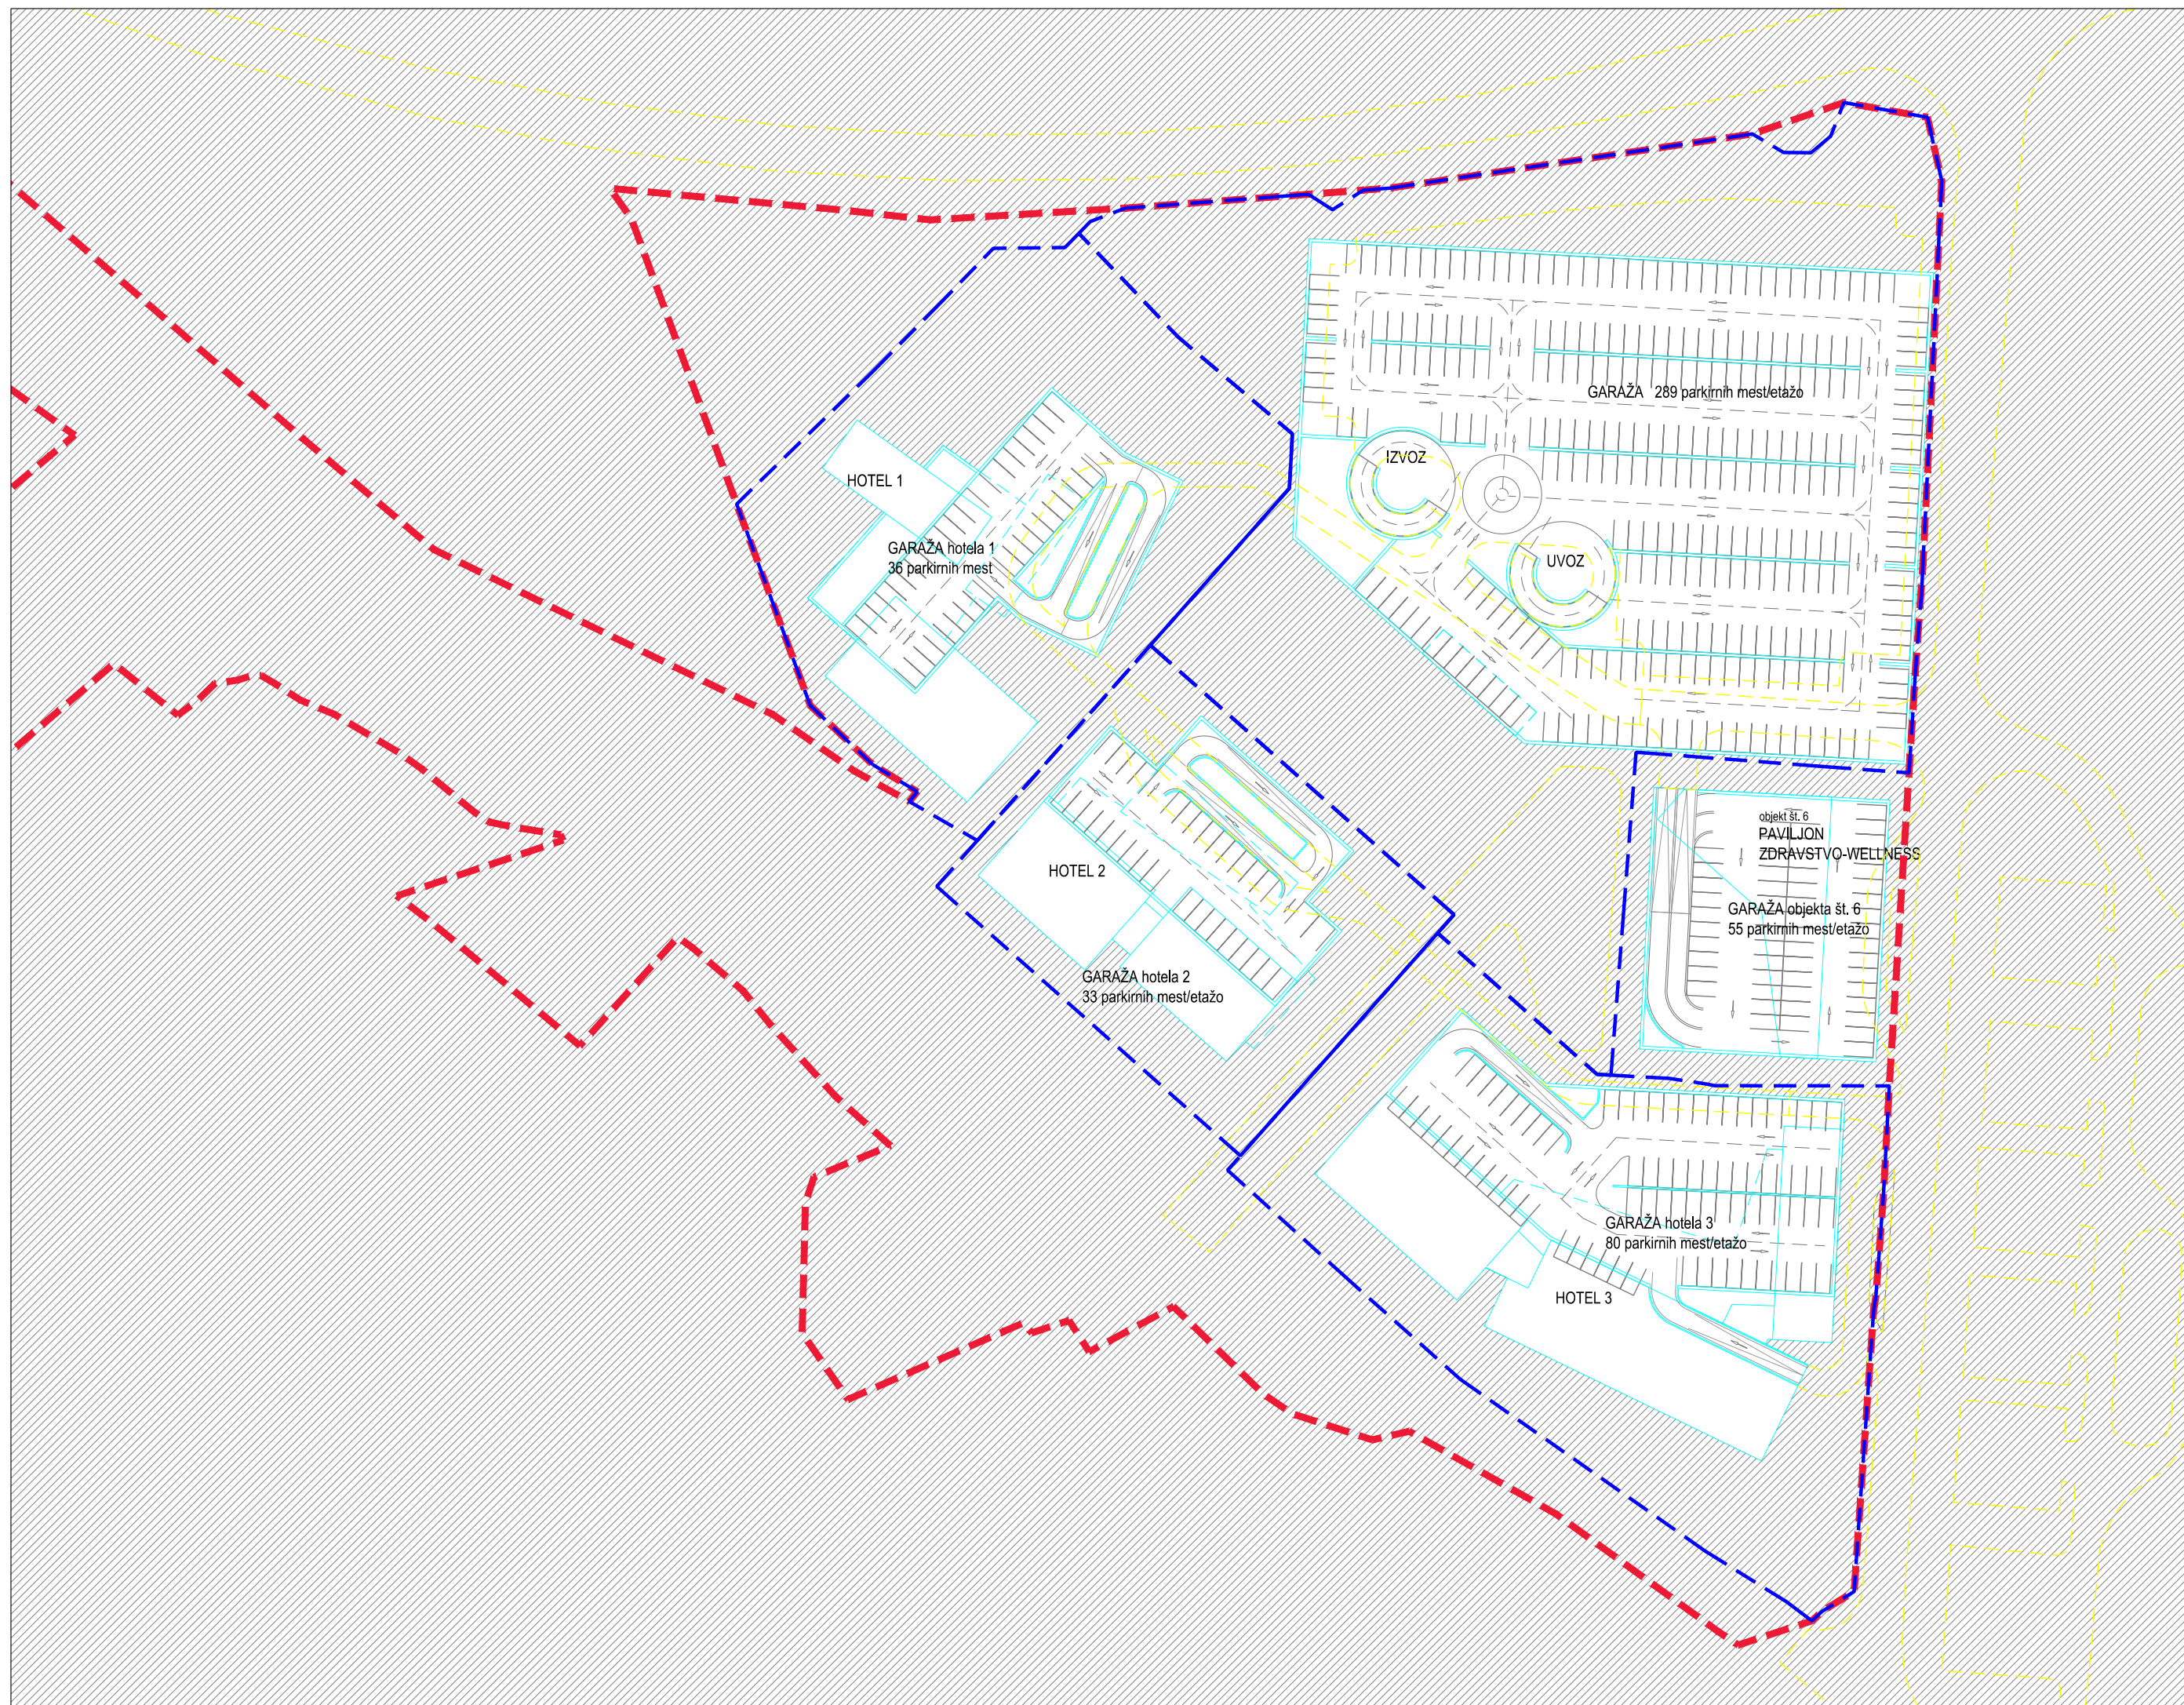 GARAŽA 289 parkirnih mest/etažo
IZVOZ
HOTEL 1
GARAŽA hotela 1
36 parkirnih mest
UVOZ
objekt št. 6
PAVILJON
ZDRAVSTVO-WELLNESS
HOTEL 2
GARAŽA objekta št. 6
55 parkirnih mest/etažo
GARAŽA hotela 2
33 parkirnih mest/etažo
GARAŽA hotela 3
80 parkirnih mest/etažo
HOTEL 3